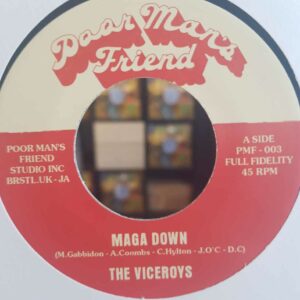 Poor Man's
Friend
POOR MAN'S
FRIEND
STUDIO INC
BRSTL.UK - JA
A SIDE
PMF - 003
FULL FIDELITY
45 RPM
MAGA DOWN
(M.Gabbidon - A.Coombs - C.Hylton - J.O'C - D.C)
THE VICEROYS